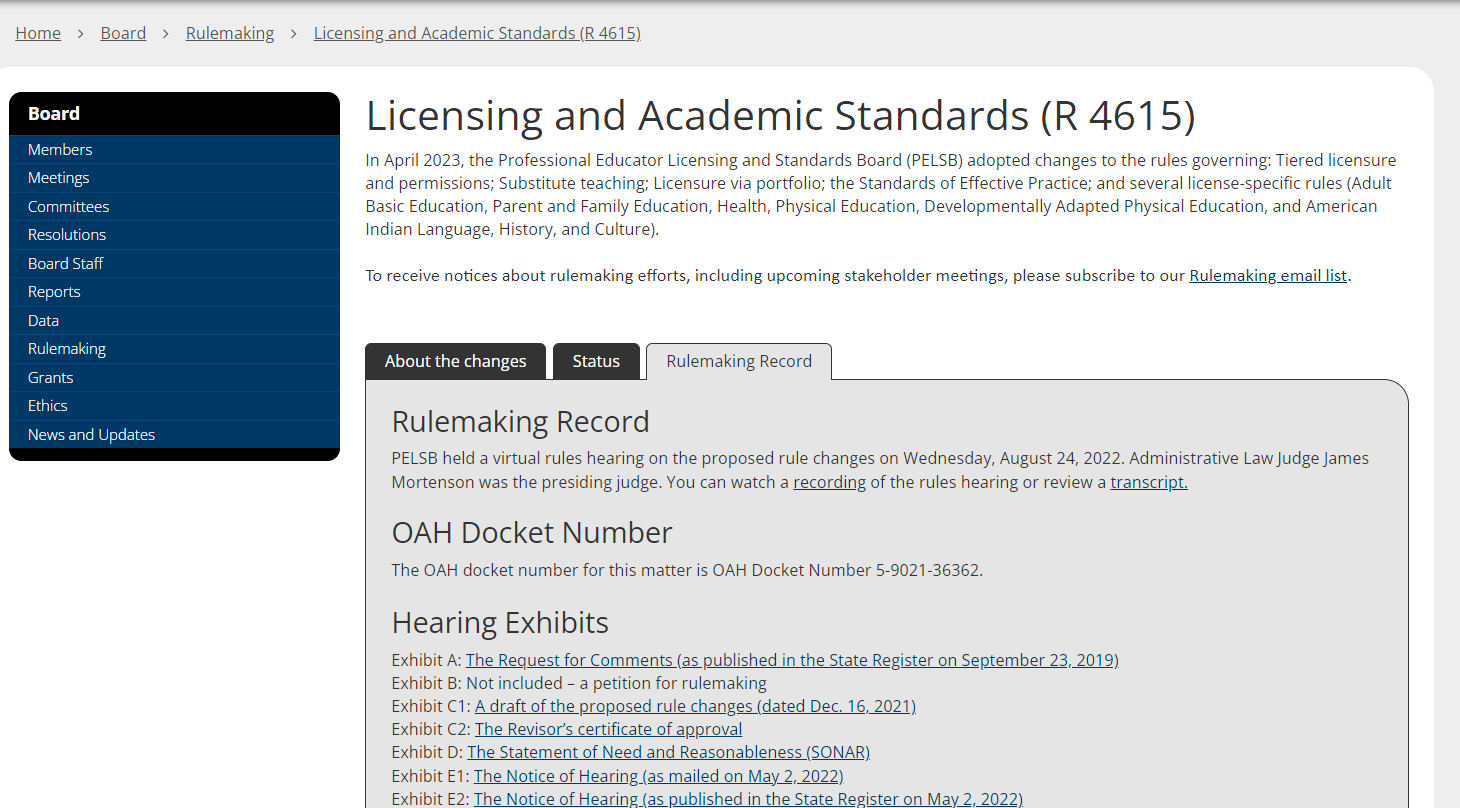 Home > Board > Rulemaking > Licensing and Academic Standards (R 4615)
Board
Members
Meetings
Committees
Resolutions
Board Staff
Reports
Data
Rulemaking
Grants
Ethics
News and Updates
Licensing and Academic Standards (R 4615)
In April 2023, the Professional Educator Licensing and Standards Board (PELSB) adopted changes to the rules governing: Tiered licensure
and permissions; Substitute teaching; Licensure via portfolio; the Standards of Effective Practice; and several license-specific rules (Adult
Basic Education, Parent and Family Education, Health, Physical Education, Developmentally Adapted Physical Education, and American
Indian Language, History, and Culture).
To receive notices about rulemaking efforts, including upcoming stakeholder meetings, please subscribe to our Rulemaking email list.
About the changes Status Rulemaking Record
Rulemaking Record
PELSB held a virtual rules hearing on the proposed rule changes on Wednesday, August 24, 2022. Administrative Law Judge James
Mortenson was the presiding judge. You can watch a recording of the rules hearing or review a transcript.
OAH Docket Number
The OAH docket number for this matter is OAH Docket Number 5-9021-36362.
Hearing Exhibits
Exhibit A: The Request for Comments (as published in the State Register on September 23, 2019)
Exhibit B: Not included – a petition for rulemaking
Exhibit C1: A draft of the proposed rule changes (dated Dec. 16, 2021)
Exhibit C2: The Revisor’s certificate of approval
Exhibit D: The Statement of Need and Reasonableness (SONAR)
Exhibit E1: The Notice of Hearing (as mailed on May 2, 2022)
Exhibit E2: The Notice of Hearing (as published in the State Register on May 2, 2022)